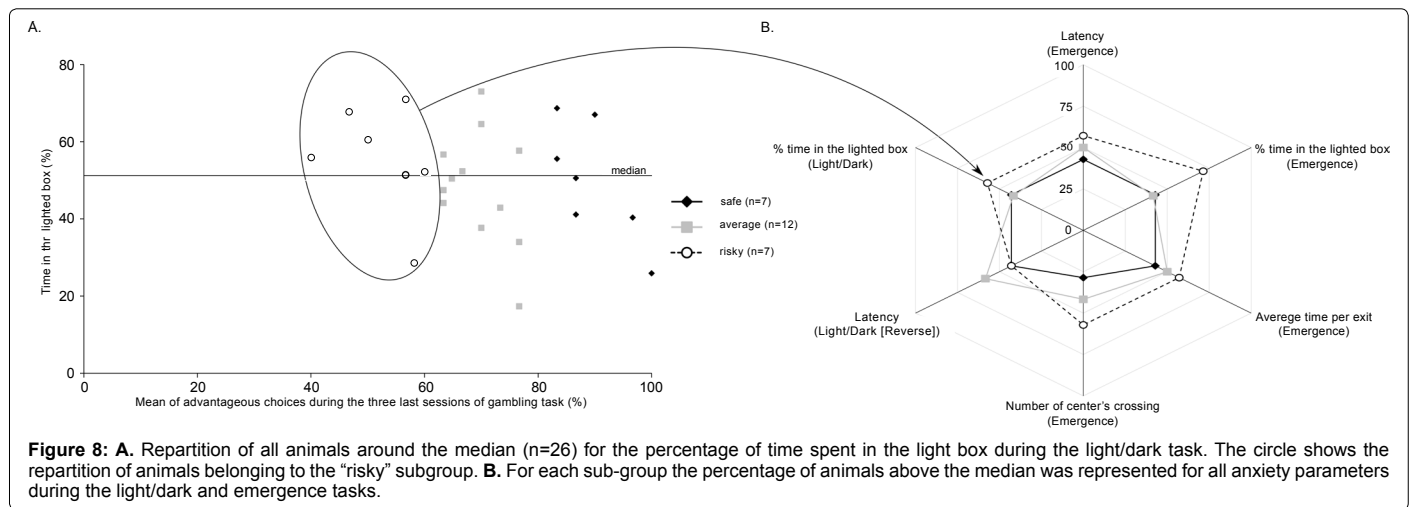 A.
80
60
40
20
0
0
20
40
60
80
100
Time in thr lighted box (%)
Mean of advantageous choices during the three last sessions of gambling task (%)
median
safe (n=7)
average (n=12)
risky (n=7)
B.
Latency
(Emergence)
100
75
50
25
0
% time in the lighted box
(Light/Dark)
% time in the lighted box
(Emergence)
Latency
(Light/Dark [Reverse])
Averege time per exit
(Emergence)
Number of center's crossing
(Emergence)
Figure 8: A. Repartition of all animals around the median (n=26) for the percentage of time spent in the light box during the light/dark task. The circle shows the
repartition of animals belonging to the “risky” subgroup. B. For each sub-group the percentage of animals above the median was represented for all anxiety parameters
during the light/dark and emergence tasks.